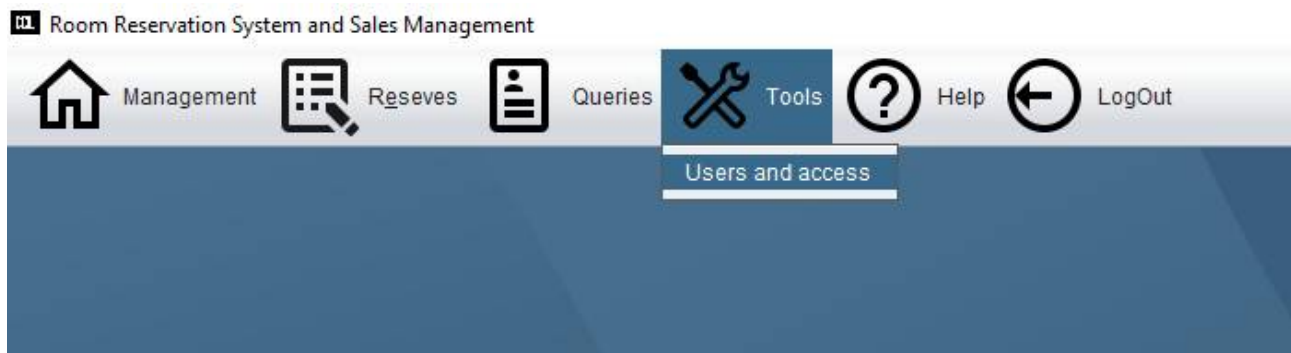 Room Reservation System and Sales Management
Management Reseves Queries Tools Help LogOut
Users and access